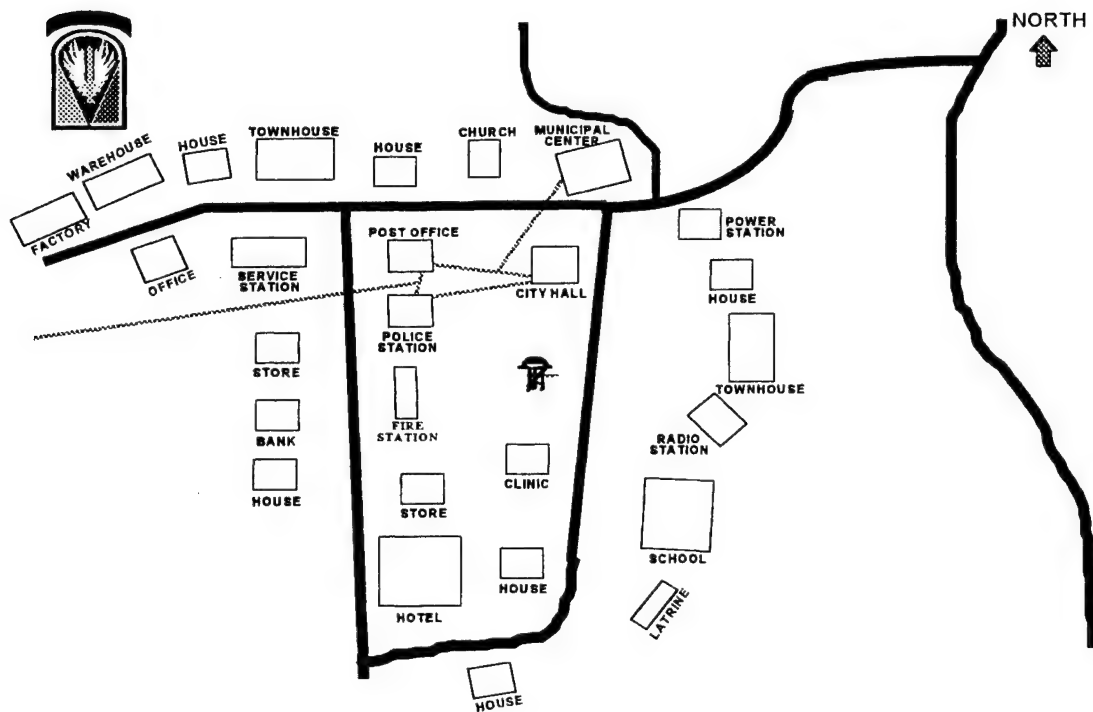 NORTH
WAREHOUSE
HOUSE
TOWNHOUSE
HOUSE
CHURCH
MUNICIPAL
CENTER
FACTORY
OFFICE
SERVICE
STATION
POST OFFICE
CITY HALL
POWER
STATION
HOUSE
POLICE
STATION
STORE
TOWNHOUSE
FIRE
STATION
BANK
RADIO
STATION
HOUSE
STORE
CLINIC
SCHOOL
HOUSE
HOTEL
LATRINE
HOUSE